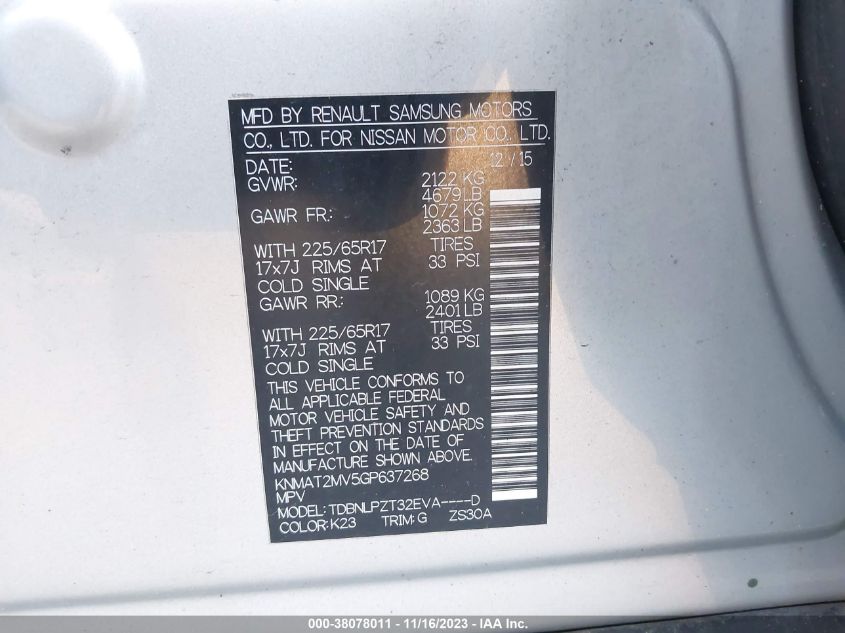 MFD BY RENAULT SAMSUNG MOTORS
CO., LTD. FOR NISSAN MOTOR CO., LTD.
DATE: 12 / 15
GVWR: 2122 KG
4679 LB
GAWR FR.: 1072 KG
2363 LB
WITH 225/65R17 TIRES
17x7J RIMS AT 33 PSI
COLD SINGLE
GAWR RR.: 1089 KG
2401 LB
WITH 225/65R17 TIRES
17x7J RIMS AT 33 PSI
COLD SINGLE
THIS VEHICLE CONFORMS TO
ALL APPLICABLE FEDERAL
MOTOR VEHICLE SAFETY AND
THEFT PREVENTION STANDARDS
IN EFFECT ON THE DATE OF
MANUFACTURE SHOWN ABOVE.
KNMAT2MV5GP637268
MPV
MODEL: TDBNLPZT32EVA----D
COLOR: K23 TRIM: G ZS30A
000-38078011 - 11/16/2023 - IAA Inc.